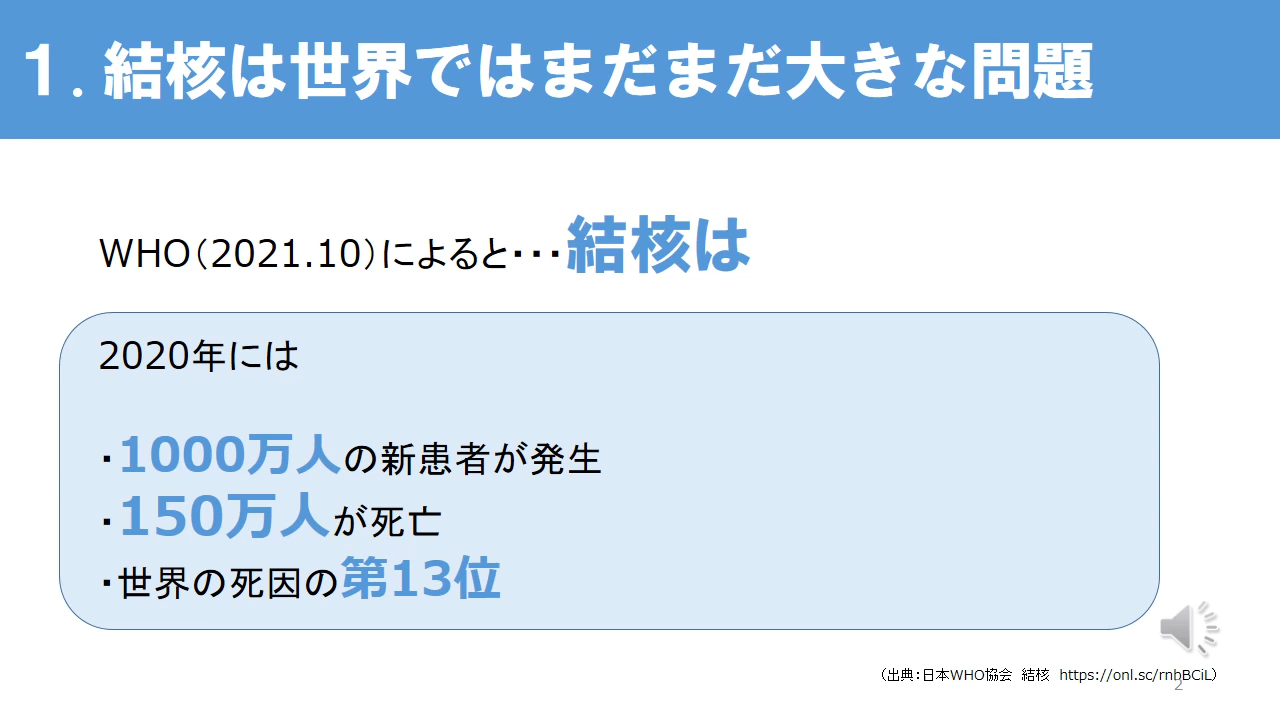 1．結核は世界ではまだまだ大きな問題
WHO（2021.10）によると・・・結核は
2020年には
・1000万人の新患者が発生
・150万人が死亡
・世界の死因の第13位
（出典：日本WHO協会　結核　https://onl.sc/rnbBCiL）
2